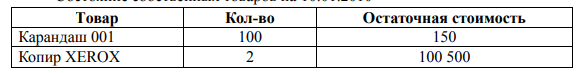 Товар Кол-во Остаточная стоимость
Карандаш 001 100 150
Копир XEROX 2 100 500